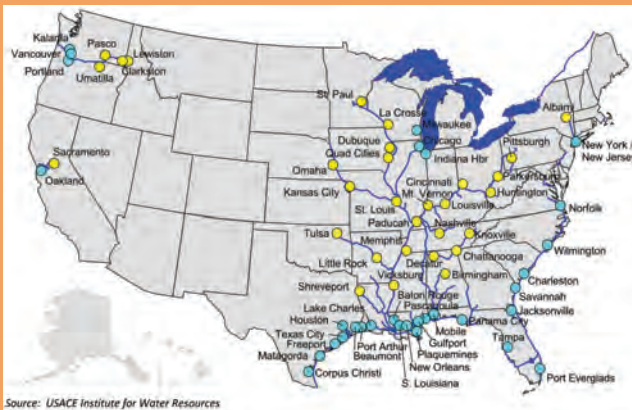 Kalama
Vancouver
Portland
Pasco
Umatilla
Lewiston
Clarkston
Sacramento
Oakland
St. Paul
La Crosse
Milwaukee
Chicago
Indiana Hbr
Dubuque
Quad Cities
Omaha
Kansas City
St. Louis
Cincinnati
Mt. Vernon
Louisville
Pittsburgh
Parkersburg
Huntington
Albany
New York
New Jersey
Norfolk
Wilmington
Charleston
Savannah
Jacksonville
Tampa
Port Everglads
Paducah
Nashville
Knoxville
Chattanooga
Memphis
Decatur
Birmingham
Tulsa
Little Rock
Vicksburg
Shreveport
Baton Rouge
Pascagoula
Lake Charles
Houston
Texas City
Freeport
Matagorda
Corpus Christi
Port Arthur
Beaumont
Mobile
Gulfport
Plaquemines
New Orleans
S. Louisiana
Panama City
Source: USACE Institute for Water Resources